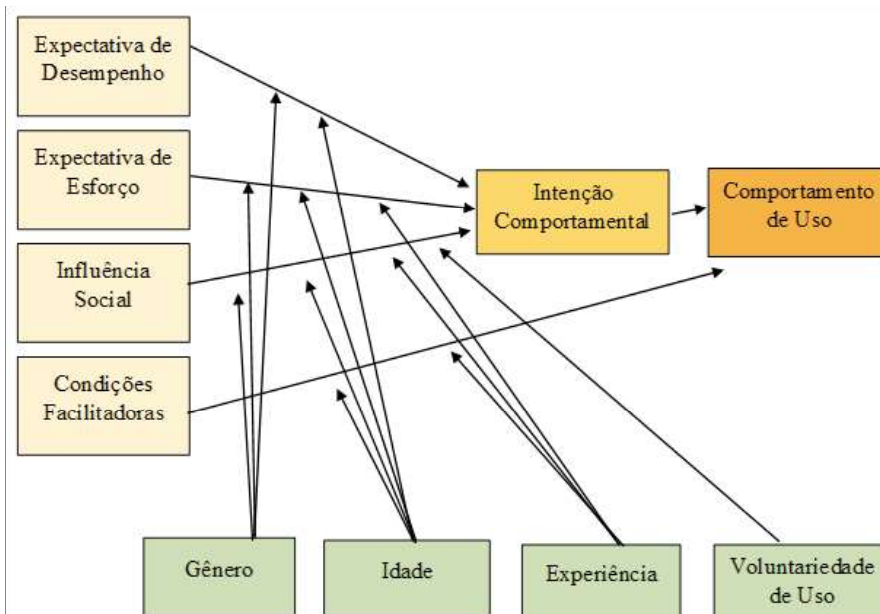 Expectativa de
Desempenho
Expectativa de
Esforço
Influência
Social
Condições
Facilitadoras
Intenção
Comportamental
Comportamento
de Uso
Gênero
Idade
Experiência
Voluntariedade
de Uso